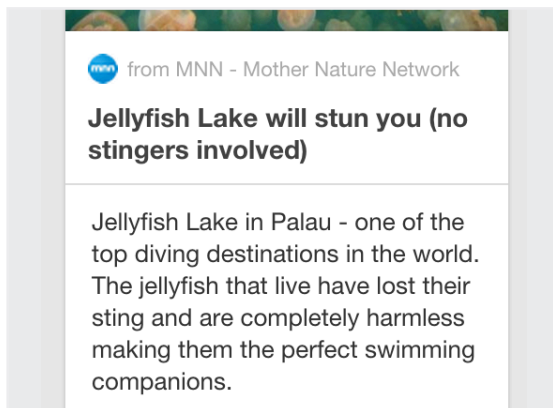 mnn from MNN - Mother Nature Network
Jellyfish Lake will stun you (no
stingers involved)
Jellyfish Lake in Palau - one of the
top diving destinations in the world.
The jellyfish that live have lost their
sting and are completely harmless
making them the perfect swimming
companions.